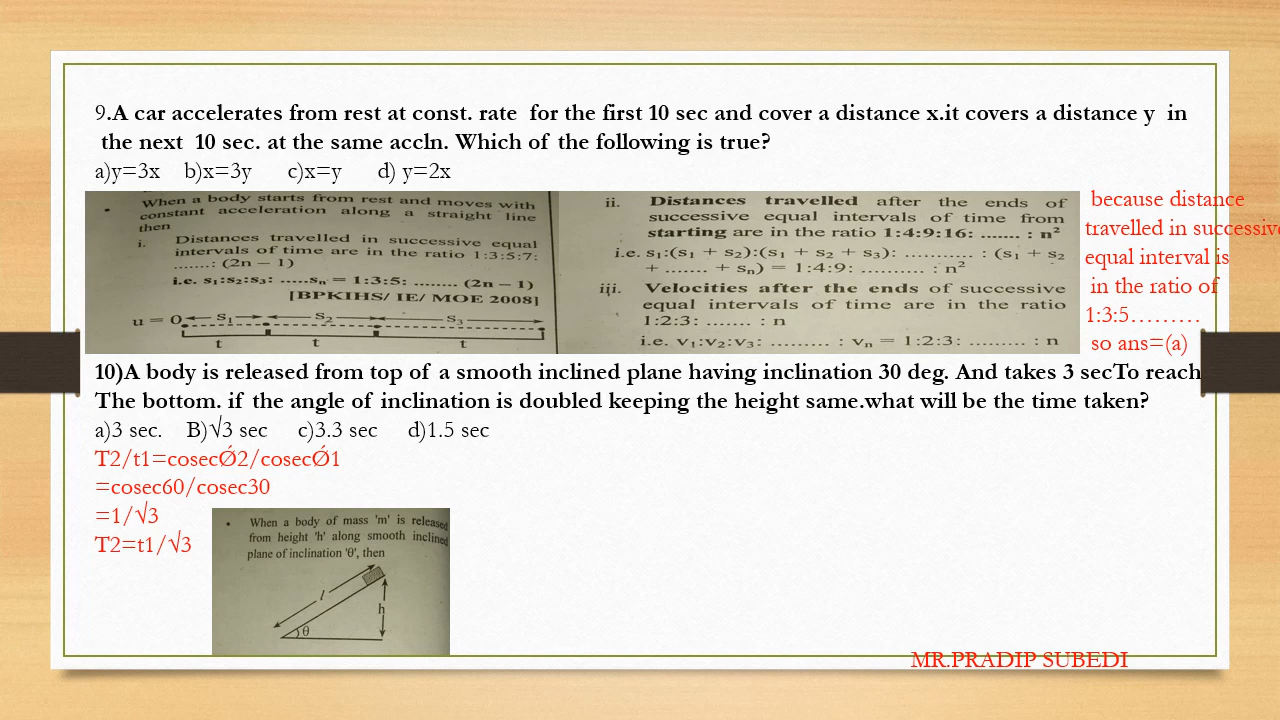 9.A car accelerates from rest at const. rate for the first 10 sec and cover a distance x.it covers a distance y in
the next 10 sec. at the same accln. Which of the following is true?
a)y=3x b)x=3y c)x=y d) y=2x
• When a body starts from rest and moves with
constant acceleration along a straight line
then
i. Distances travelled in successive equal
intervals of time are in the ratio 1:3:5:7:
.......: (2n − 1)
i.e. s₁:s₂:s₃: .....sₙ = 1:3:5: ........ (2n − 1)
[BPKIHS/ IE/ MOE 2008]
u = 0 s₁ s₂ s₃
t t t
ii. Distances travelled after the ends of
successive equal intervals of time from
starting are in the ratio 1:4:9:16: ....... : n²
i.e. s₁:(s₁ + s₂):(s₁ + s₂ + s₃): ........... : (s₁ + s₂
+ ....... + sₙ) = 1:4:9: .......... : n²
iii. Velocities after the ends of successive
equal intervals of time are in the ratio
1:2:3: ....... : n
i.e. v₁:v₂:v₃: ......... : vₙ = 1:2:3: ......... : n
because distance
travelled in successive
equal interval is
in the ratio of
1:3:5………
so ans=(a)
10)A body is released from top of a smooth inclined plane having inclination 30 deg. And takes 3 secTo reach
The bottom. if the angle of inclination is doubled keeping the height same.what will be the time taken?
a)3 sec. B)√3 sec c)3.3 sec d)1.5 sec
T2/t1=cosecǾ2/cosecǾ1
=cosec60/cosec30
=1/√3
T2=t1/√3
• When a body of mass 'm' is released
from height 'h' along smooth inclined
plane of inclination 'θ', then
l
h
θ
MR.PRADIP SUBEDI